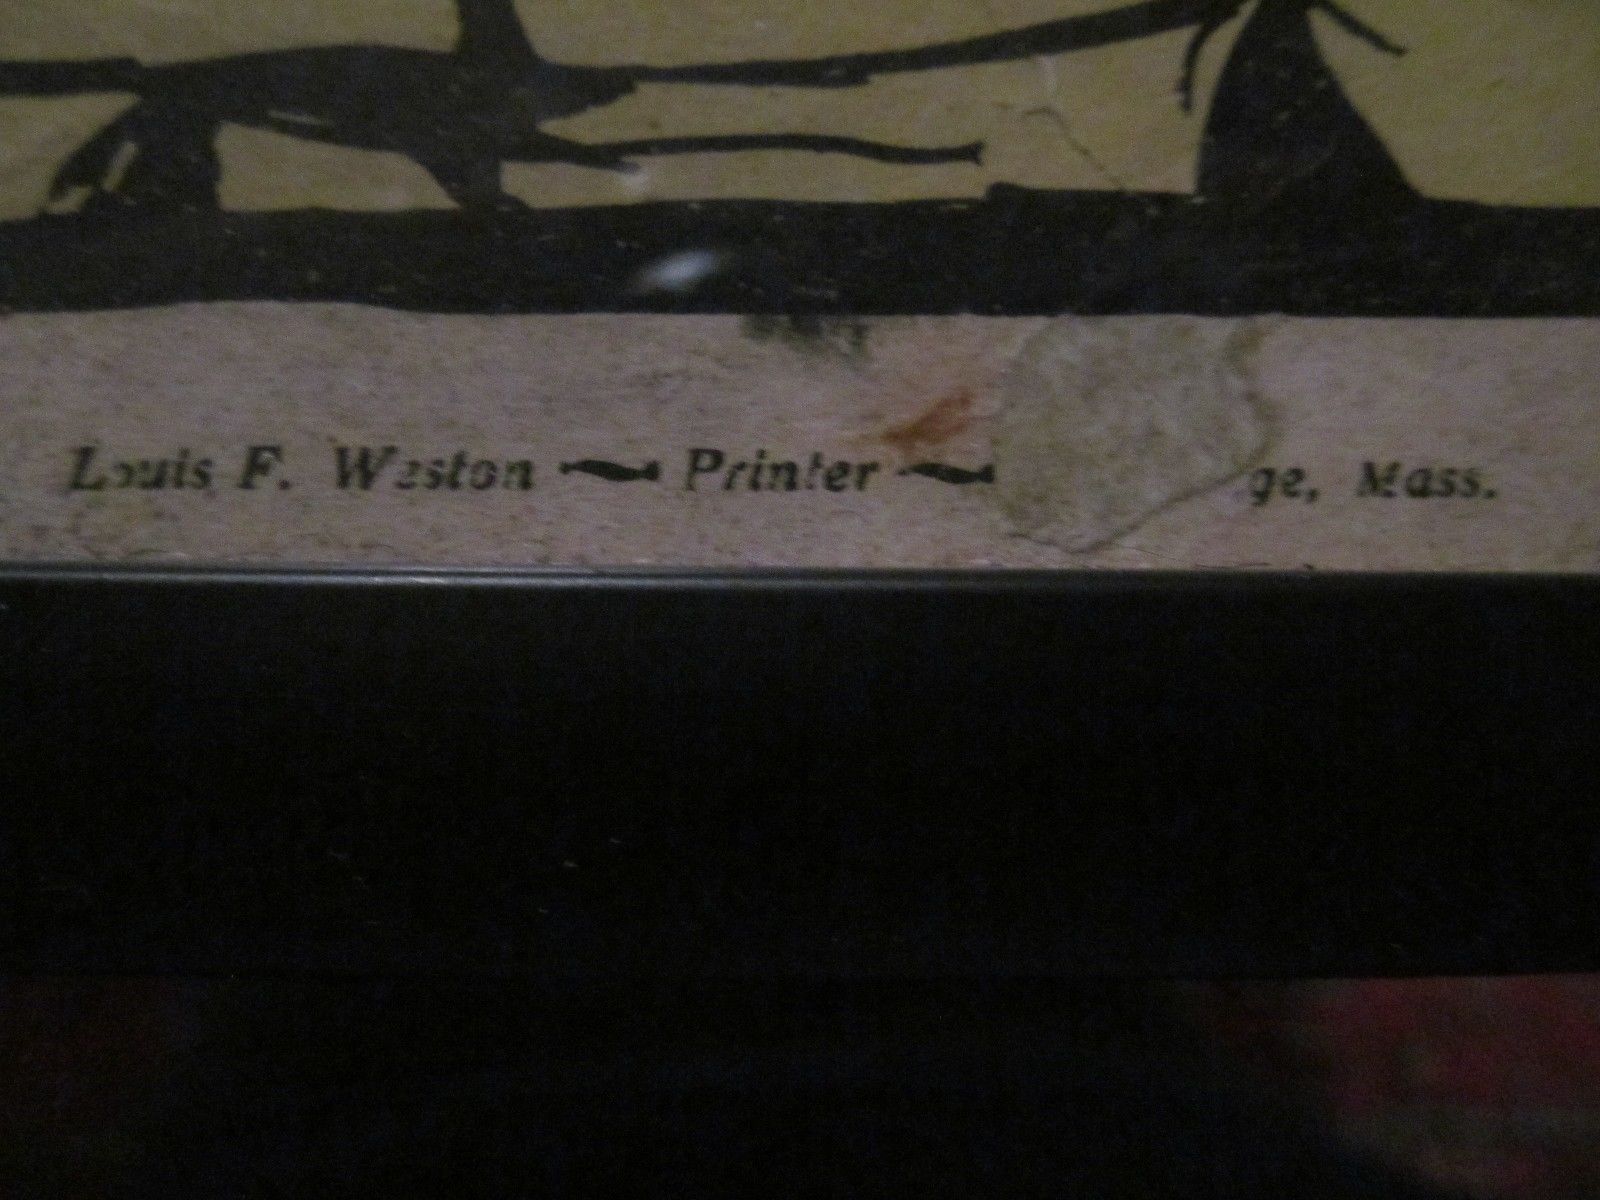 Louis F. Weston ~ Printer ~ ge, Mass.